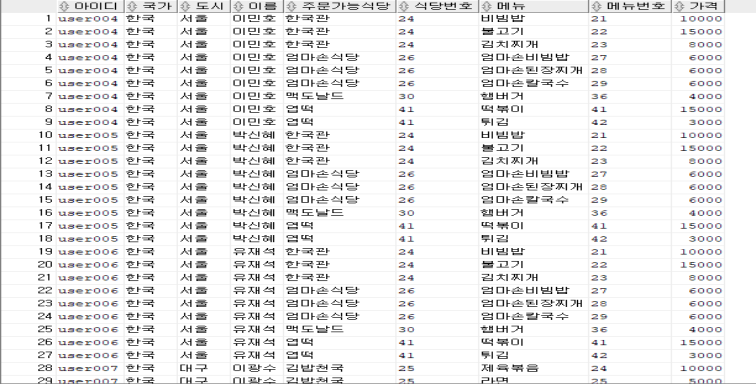 아이디 국가 도시 이름 주문가능식당 식당번호 메뉴 메뉴번호 가격
1 user004 한국 서울 이민호 한국관 24 비빔밥 21 10000
2 user004 한국 서울 이민호 한국관 24 불고기 22 15000
3 user004 한국 서울 이민호 한국관 24 김치찌개 23 8000
4 user004 한국 서울 이민호 엄마손식당 26 엄마손비빔밥 27 6000
5 user004 한국 서울 이민호 엄마손식당 26 엄마손된장찌개 28 6000
6 user004 한국 서울 이민호 엄마손식당 26 엄마손칼국수 29 6000
7 user004 한국 서울 이민호 맥도날드 30 햄버거 36 4000
8 user004 한국 서울 이민호 엽떡 41 떡볶이 41 15000
9 user004 한국 서울 이민호 엽떡 41 튀김 42 3000
10 user005 한국 서울 박신혜 한국관 24 비빔밥 21 10000
11 user005 한국 서울 박신혜 한국관 24 불고기 22 15000
12 user005 한국 서울 박신혜 한국관 24 김치찌개 23 8000
13 user005 한국 서울 박신혜 엄마손식당 26 엄마손비빔밥 27 6000
14 user005 한국 서울 박신혜 엄마손식당 26 엄마손된장찌개 28 6000
15 user005 한국 서울 박신혜 엄마손식당 26 엄마손칼국수 29 6000
16 user005 한국 서울 박신혜 맥도날드 30 햄버거 36 4000
17 user005 한국 서울 박신혜 엽떡 41 떡볶이 41 15000
18 user005 한국 서울 박신혜 엽떡 41 튀김 42 3000
19 user006 한국 서울 유재석 한국관 24 비빔밥 21 10000
20 user006 한국 서울 유재석 한국관 24 불고기 22 15000
21 user006 한국 서울 유재석 한국관 24 김치찌개 23 8000
22 user006 한국 서울 유재석 엄마손식당 26 엄마손비빔밥 27 6000
23 user006 한국 서울 유재석 엄마손식당 26 엄마손된장찌개 28 6000
24 user006 한국 서울 유재석 엄마손식당 26 엄마손칼국수 29 6000
25 user006 한국 서울 유재석 맥도날드 30 햄버거 36 4000
26 user006 한국 서울 유재석 엽떡 41 떡볶이 41 15000
27 user006 한국 서울 유재석 엽떡 41 튀김 42 3000
28 user007 한국 대구 이광수 김밥천국 25 제육볶음 24 10000
29 user007 한국 대구 이광수 김밥천국 25 라면 25 5000